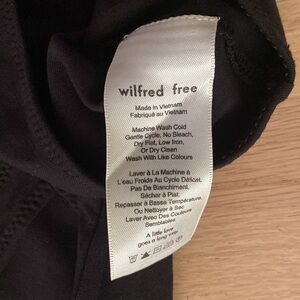 wilfred free
Made in Vietnam
Fabriqué au Vietnam
Machine Wash Cold
Gentle Cycle, No Bleach,
Dry Flat, Low Iron,
Or Dry Clean
Wash With Like Colours
Laver à La Machine à
L'eau Froide Au Cycle Délicat,
Pas De Blanchiment,
Séchar à Plat,
Repasser à Basse Température,
Ou Nettoyer à Sec
Laver Avec Des Couleurs
Semblables
A little love
goes a long way.